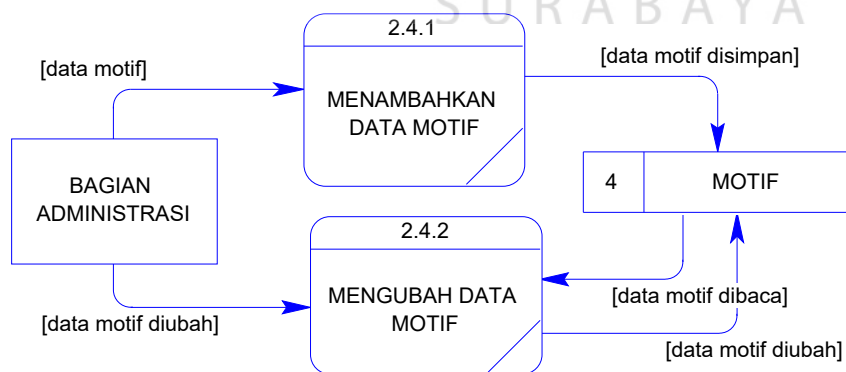 SURABAYA
2.4.1
[data motif]
[data motif disimpan]
MENAMBAHKAN
DATA MOTIF
BAGIAN
ADMINISTRASI
4
MOTIF
2.4.2
MENGUBAH DATA
MOTIF
[data motif dibaca]
[data motif diubah]
[data motif diubah]